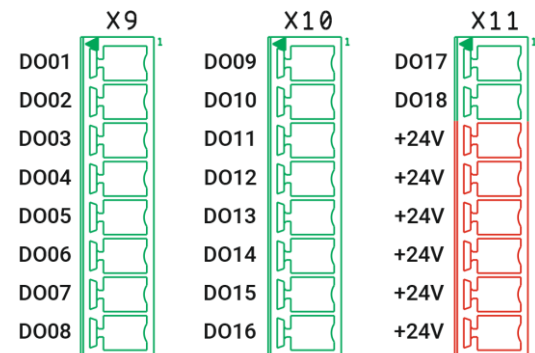 X9 X10 X11
1 1 1
DO01 DO09 DO17
DO02 DO10 DO18
DO03 DO11 +24V
DO04 DO12 +24V
DO05 DO13 +24V
DO06 DO14 +24V
DO07 DO15 +24V
DO08 DO16 +24V